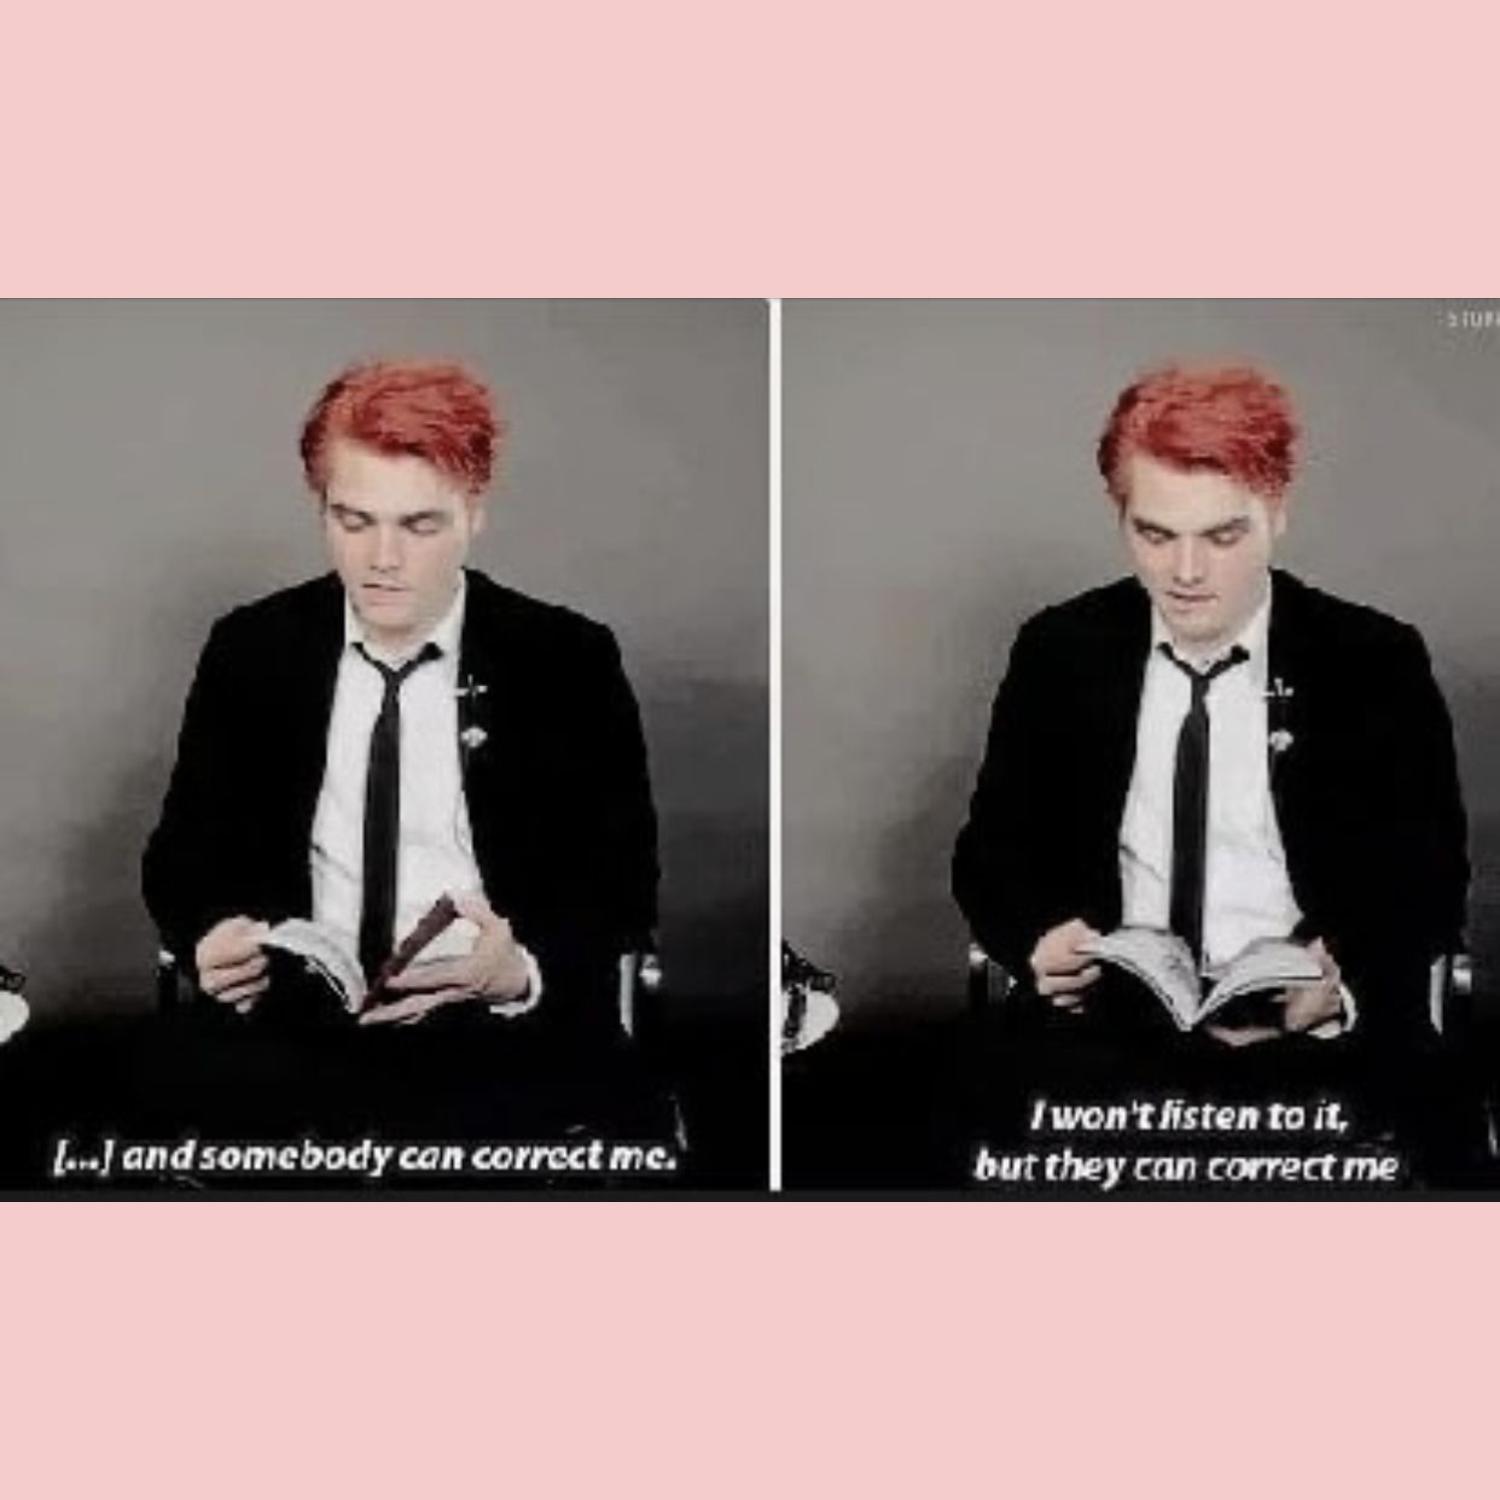 [...] and somebody can correct me.
I won't listen to it,
but they can correct me